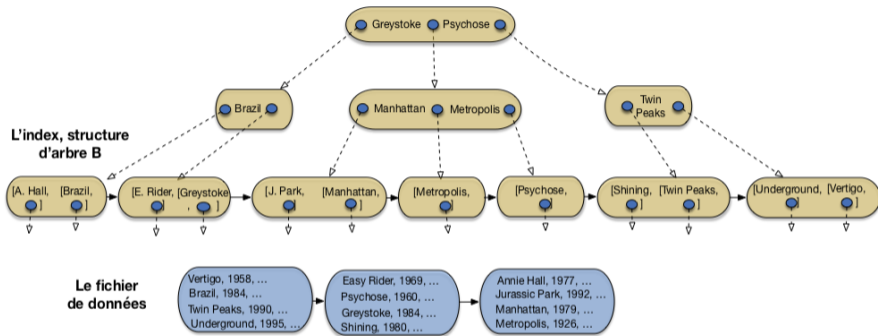 Greystoke Psychose
Brazil
Manhattan Metropolis
Twin
Peaks
L'index, structure
d'arbre B
[A. Hall, ] [Brazil, ]
[E. Rider, ] [Greystoke , ]
[J. Park, ] [Manhattan, ]
[Metropolis, ]
[Psychose, ]
[Shining, ] [Twin Peaks, ]
[Underground, ] [Vertigo, ]
Le fichier
de données
Vertigo, 1958, ...
Brazil, 1984, ...
Twin Peaks, 1990, ...
Underground, 1995, ...
Easy Rider, 1969, ...
Psychose, 1960, ...
Greystoke, 1984, ...
Shining, 1980, ...
Annie Hall, 1977, ...
Jurassic Park, 1992, ...
Manhattan, 1979, ...
Metropolis, 1926, ...